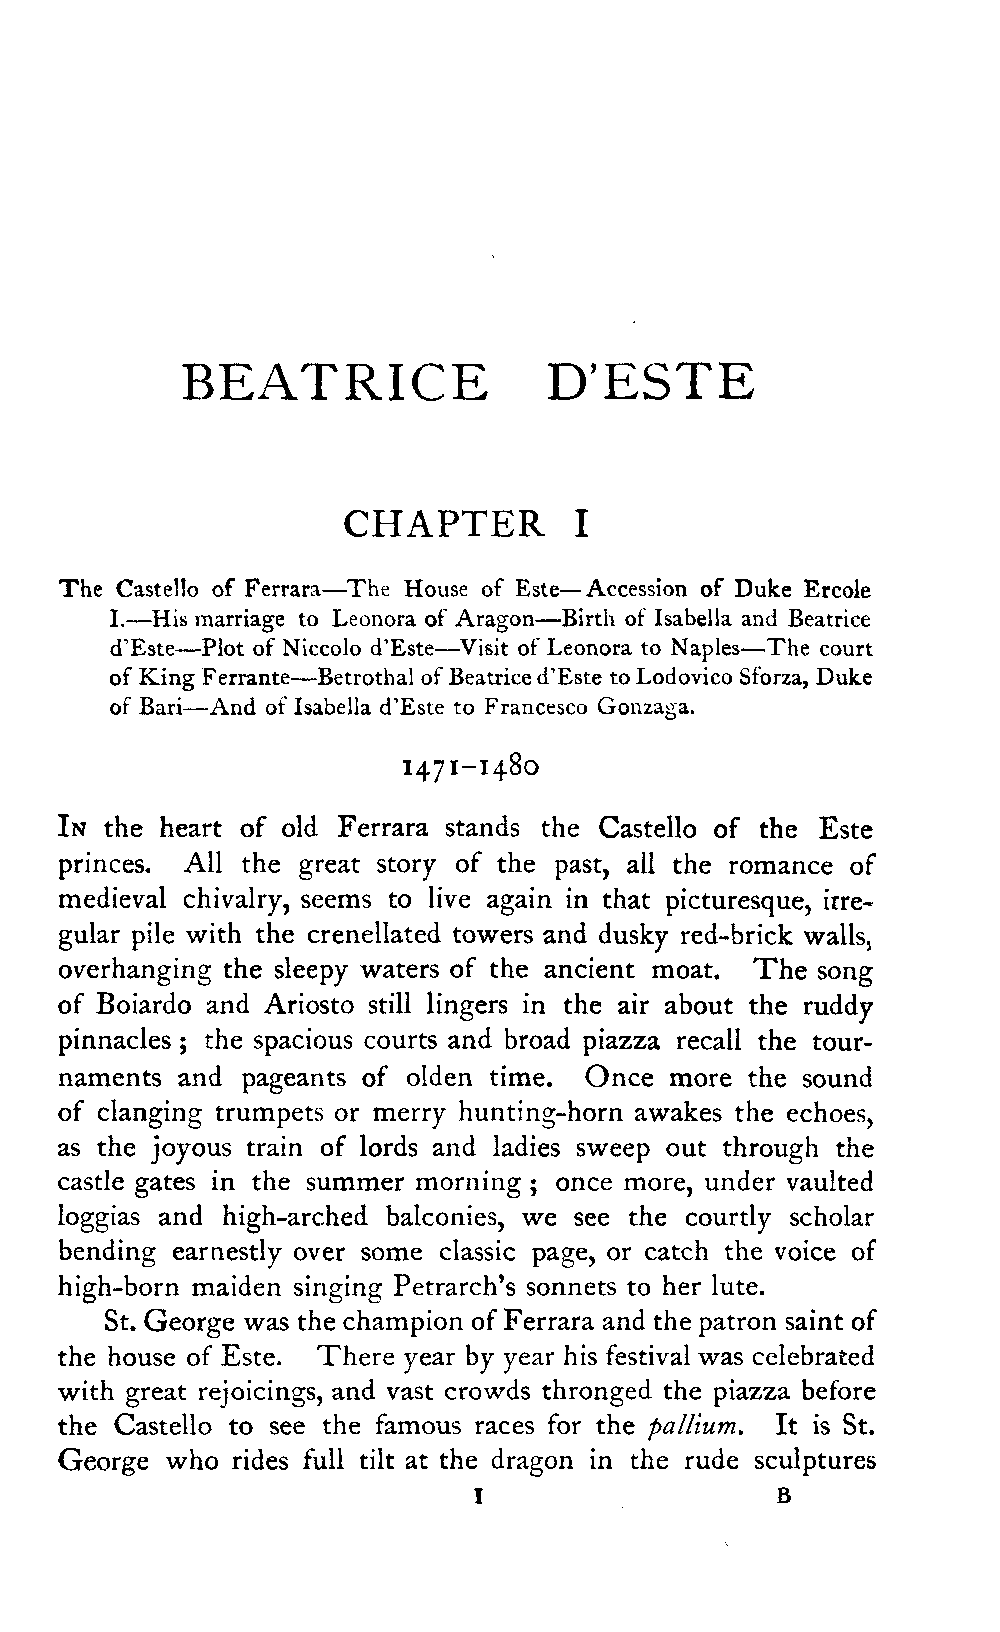 BEATRICE D'ESTE
CHAPTER I
The Castello of Ferrara—The House of Este—Accession of Duke Ercole
I.—His marriage to Leonora of Aragon—Birth of Isabella and Beatrice
d'Este—Plot of Niccolo d'Este—Visit of Leonora to Naples—The court
of King Ferrante—Betrothal of Beatrice d'Este to Lodovico Sforza, Duke
of Bari—And of Isabella d'Este to Francesco Gonzaga.
1471–1480
IN the heart of old Ferrara stands the Castello of the Este
princes. All the great story of the past, all the romance of
medieval chivalry, seems to live again in that picturesque, irre-
gular pile with the crenellated towers and dusky red-brick walls,
overhanging the sleepy waters of the ancient moat. The song
of Boiardo and Ariosto still lingers in the air about the ruddy
pinnacles; the spacious courts and broad piazza recall the tour-
naments and pageants of olden time. Once more the sound
of clanging trumpets or merry hunting-horn awakes the echoes,
as the joyous train of lords and ladies sweep out through the
castle gates in the summer morning; once more, under vaulted
loggias and high-arched balconies, we see the courtly scholar
bending earnestly over some classic page, or catch the voice of
high-born maiden singing Petrarch's sonnets to her lute.
St. George was the champion of Ferrara and the patron saint of
the house of Este. There year by year his festival was celebrated
with great rejoicings, and vast crowds thronged the piazza before
the Castello to see the famous races for the pallium. It is St.
George who rides full tilt at the dragon in the rude sculptures
I B